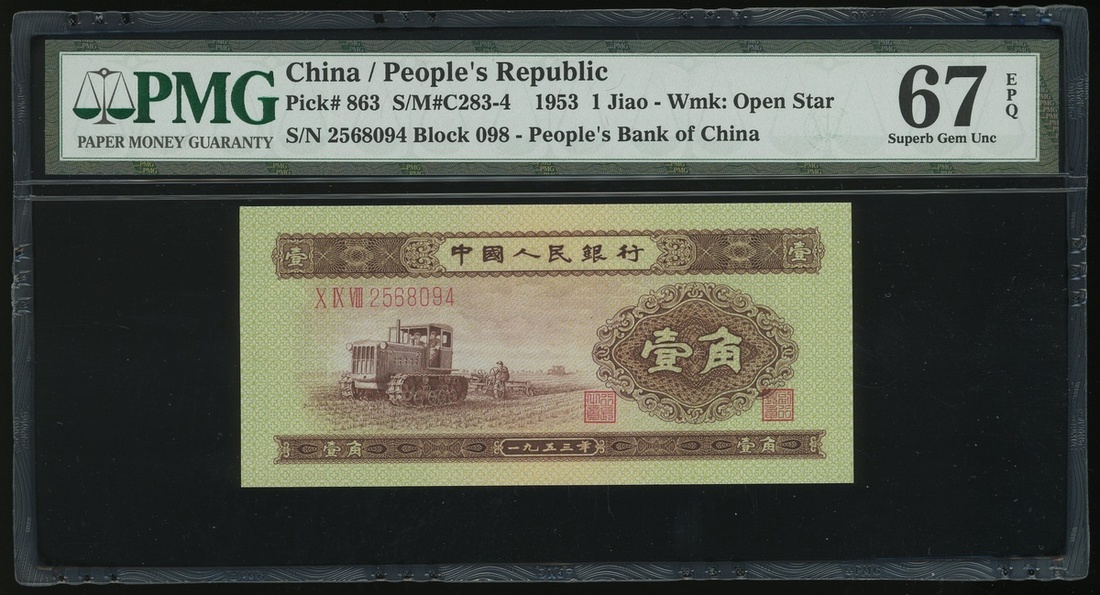 PMG
PAPER MONEY GUARANTY
China / People's Republic
Pick# 863 S/M#C283-4 1953 1 Jiao - Wmk: Open Star
S/N 2568094 Block 098 - People's Bank of China
67
EPQ
Superb Gem Unc
中國人民銀行
壹 壹
X IX VIII 2568094
壹角
壹角 一九五三年 壹角